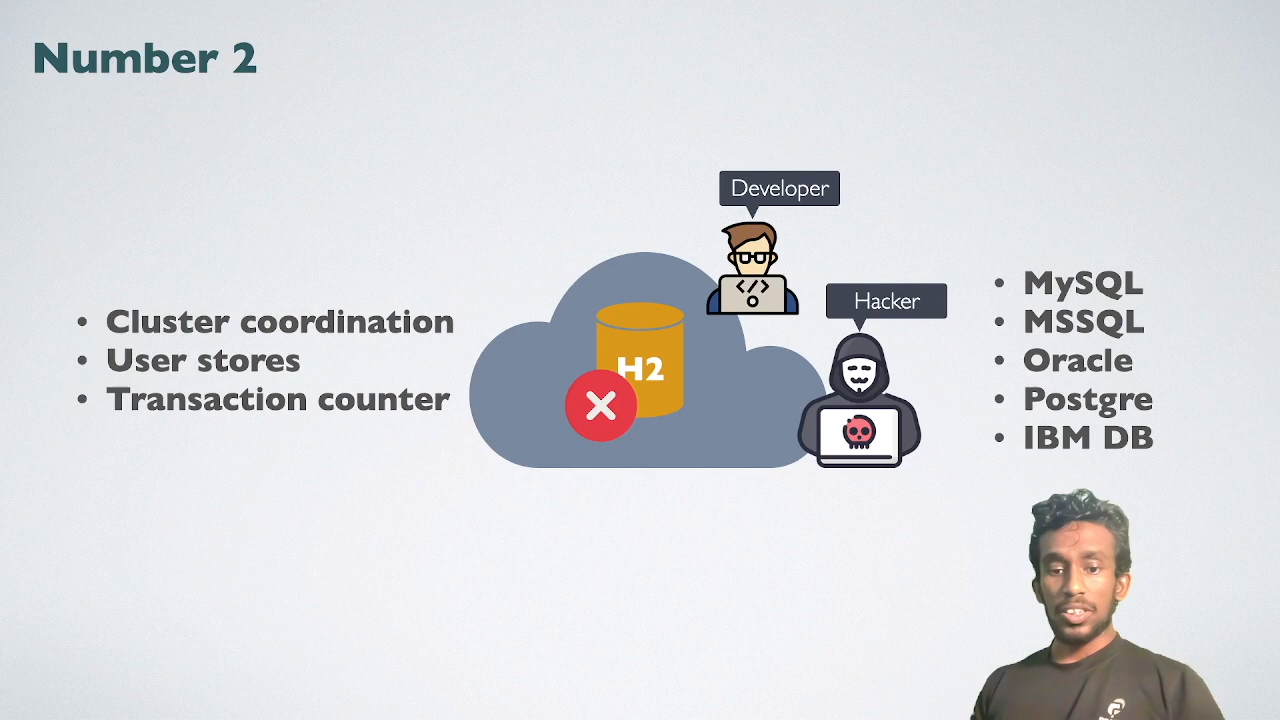 Number 2
Developer
Hacker
• Cluster coordination
• User stores
• Transaction counter
H2
• MySQL
• MSSQL
• Oracle
• Postgre
• IBM DB